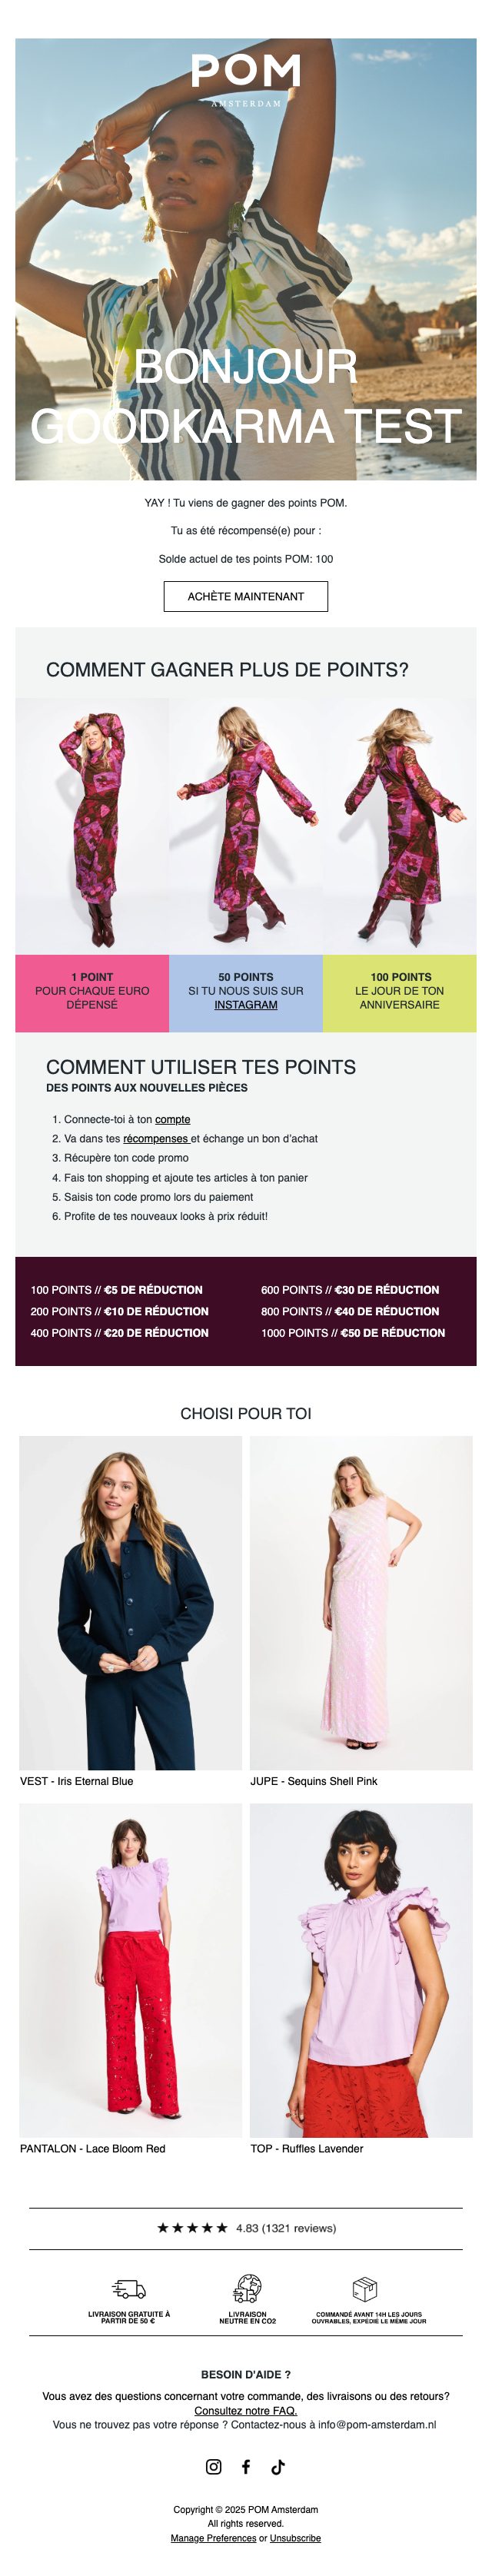 POM
AMSTERDAM
BONJOUR
GOODKARMA TEST
YAY ! Tu viens de gagner des points POM.
Tu as été récompensé(e) pour :
Solde actuel de tes points POM: 100
ACHÈTE MAINTENANT
COMMENT GAGNER PLUS DE POINTS?
1 POINT
POUR CHAQUE EURO
DÉPENSÉ
50 POINTS
SI TU NOUS SUIS SUR
INSTAGRAM
100 POINTS
LE JOUR DE TON
ANNIVERSAIRE
COMMENT UTILISER TES POINTS
DES POINTS AUX NOUVELLES PIÈCES
1. Connecte-toi à ton compte
2. Va dans tes récompenses et échange un bon d'achat
3. Récupère ton code promo
4. Fais ton shopping et ajoute tes articles à ton panier
5. Saisis ton code promo lors du paiement
6. Profite de tes nouveaux looks à prix réduit!
100 POINTS // €5 DE RÉDUCTION
200 POINTS // €10 DE RÉDUCTION
400 POINTS // €20 DE RÉDUCTION
600 POINTS // €30 DE RÉDUCTION
800 POINTS // €40 DE RÉDUCTION
1000 POINTS // €50 DE RÉDUCTION
CHOISI POUR TOI
VEST - Iris Eternal Blue
JUPE - Sequins Shell Pink
PANTALON - Lace Bloom Red
TOP - Ruffles Lavender
★★★★★ 4.83 (1321 reviews)
LIVRAISON GRATUITE À
PARTIR DE 50 €
LIVRAISON
NEUTRE EN CO2
COMMANDÉ AVANT 14H LES JOURS
OUVRABLES, EXPÉDIÉ LE MÊME JOUR
BESOIN D'AIDE ?
Vous avez des questions concernant votre commande, des livraisons ou des retours?
Consultez notre FAQ.
Vous ne trouvez pas votre réponse ? Contactez-nous à info@pom-amsterdam.nl
Copyright © 2025 POM Amsterdam
All rights reserved.
Manage Preferences or Unsubscribe